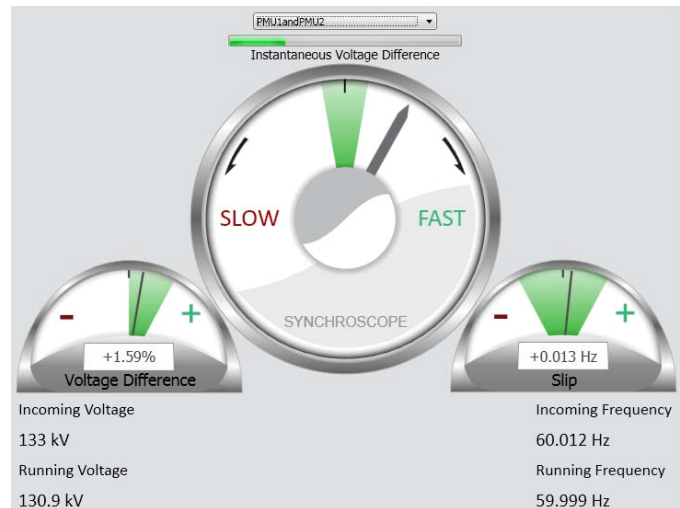 PMU1andPMU2
Instantaneous Voltage Difference
SLOW
FAST
SYNCHROSCOPE
-
+
+1.59%
Voltage Difference
-
+
+0.013 Hz
Slip
Incoming Voltage
133 kV
Running Voltage
130.9 kV
Incoming Frequency
60.012 Hz
Running Frequency
59.999 Hz